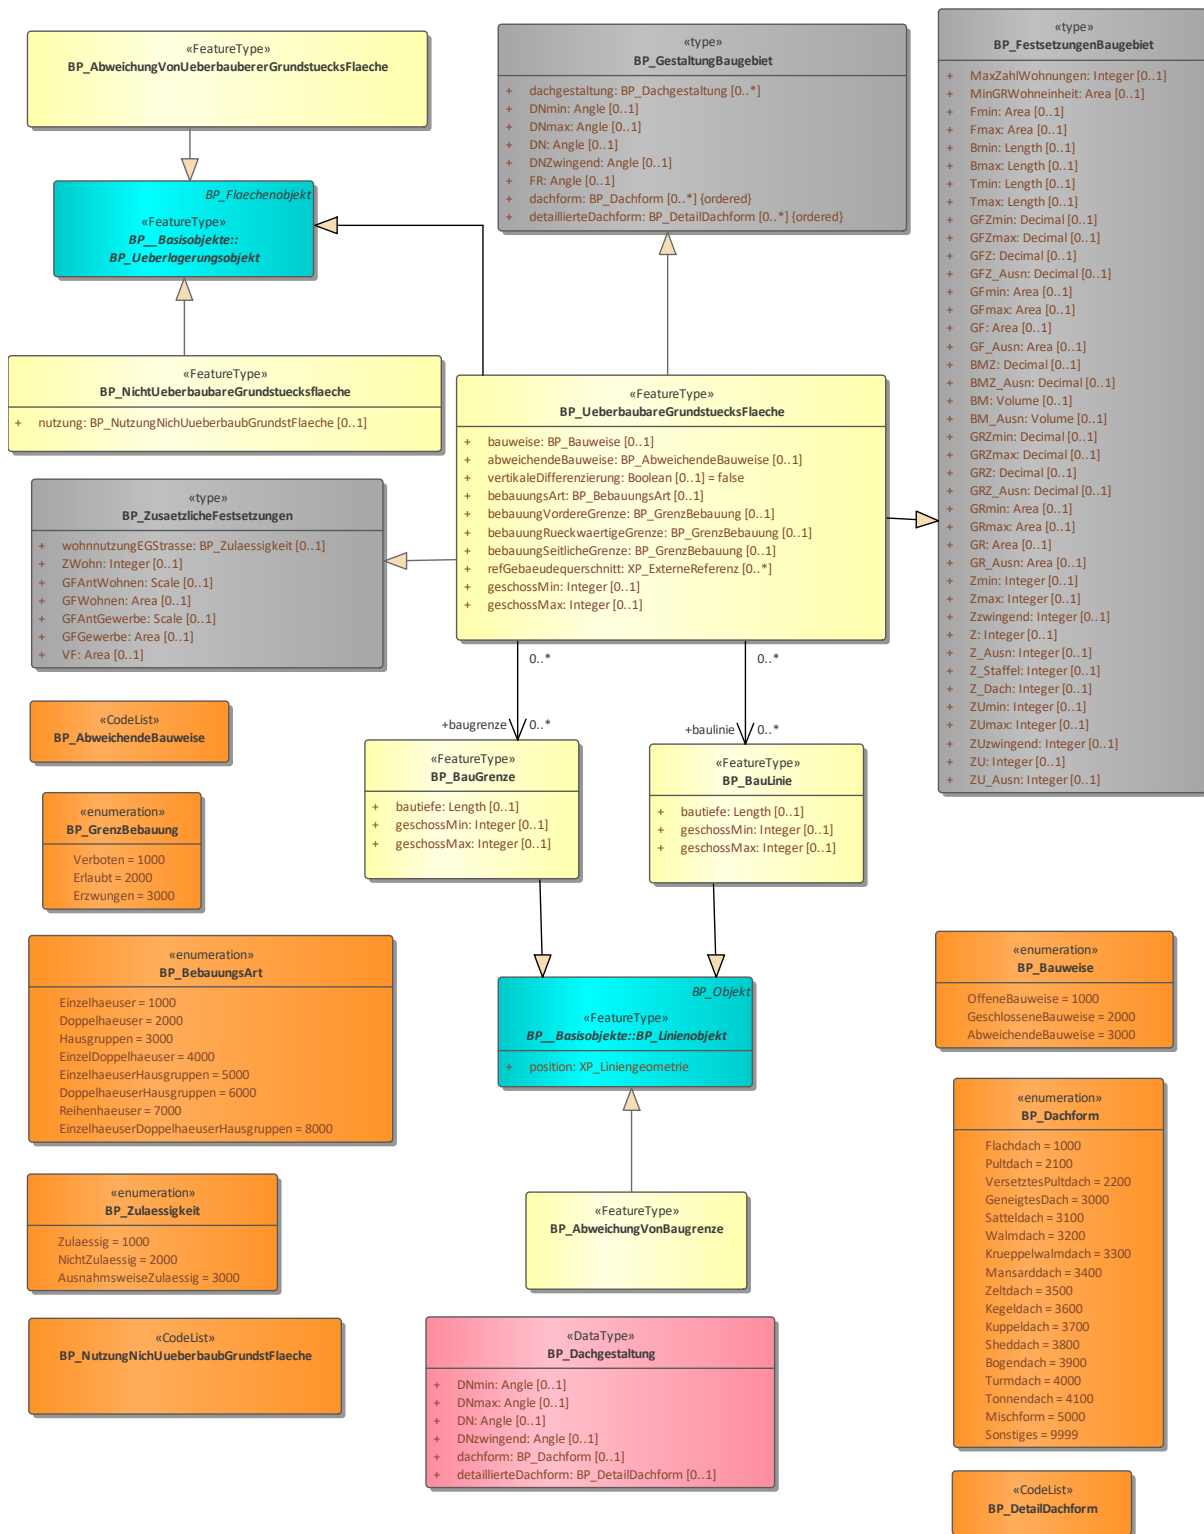 «FeatureType»
BP_AbweichungVonUeberbaubererGrundstuecksFlaeche
«type»
BP_GestaltungBaugebiet
+ dachgestaltung: BP_Dachgestaltung [0..*]
+ DNmin: Angle [0..1]
+ DNmax: Angle [0..1]
+ DN: Angle [0..1]
+ DNZwingend: Angle [0..1]
+ FR: Angle [0..1]
+ dachform: BP_Dachform [0..*] {ordered}
+ detaillierteDachform: BP_DetailDachform [0..*] {ordered}
«type»
BP_FestsetzungenBaugebiet
+ MaxZahlWohnungen: Integer [0..1]
+ MinGRWohneinheit: Area [0..1]
+ Fmin: Area [0..1]
+ Fmax: Area [0..1]
+ Bmin: Length [0..1]
+ Bmax: Length [0..1]
+ Tmin: Length [0..1]
+ Tmax: Length [0..1]
+ GFZmin: Decimal [0..1]
+ GFZmax: Decimal [0..1]
+ GFZ: Decimal [0..1]
+ GFZ_Ausn: Decimal [0..1]
+ GFmin: Area [0..1]
+ GFmax: Area [0..1]
+ GF: Area [0..1]
+ GF_Ausn: Area [0..1]
+ BMZ: Decimal [0..1]
+ BMZ_Ausn: Decimal [0..1]
+ BM: Volume [0..1]
+ BM_Ausn: Volume [0..1]
+ GRZmin: Decimal [0..1]
+ GRZmax: Decimal [0..1]
+ GRZ: Decimal [0..1]
+ GRZ_Ausn: Decimal [0..1]
+ GRmin: Area [0..1]
+ GRmax: Area [0..1]
+ GR: Area [0..1]
+ GR_Ausn: Area [0..1]
+ Zmin: Integer [0..1]
+ Zmax: Integer [0..1]
+ Zzwingend: Integer [0..1]
+ Z: Integer [0..1]
+ Z_Ausn: Integer [0..1]
+ Z_Staffel: Integer [0..1]
+ Z_Dach: Integer [0..1]
+ ZUmin: Integer [0..1]
+ ZUmax: Integer [0..1]
+ ZUzwingend: Integer [0..1]
+ ZU: Integer [0..1]
+ ZU_Ausn: Integer [0..1]
BP_Flaechenobjekt
«FeatureType»
BP__Basisobjekte::
BP_Ueberlagerungsobjekt
«FeatureType»
BP_NichtUeberbaubareGrundstuecksflaeche
+ nutzung: BP_NutzungNichUueberbaubGrundstFlaeche [0..1]
«FeatureType»
BP_UeberbaubareGrundstuecksFlaeche
+ bauweise: BP_Bauweise [0..1]
+ abweichendeBauweise: BP_AbweichendeBauweise [0..1]
+ vertikaleDifferenzierung: Boolean [0..1] = false
+ bebauungsArt: BP_BebauungsArt [0..1]
+ bebauungVordereGrenze: BP_GrenzBebauung [0..1]
+ bebauungRueckwaertigeGrenze: BP_GrenzBebauung [0..1]
+ bebauungSeitlicheGrenze: BP_GrenzBebauung [0..1]
+ refGebaeudequerschnitt: XP_ExterneReferenz [0..*]
+ geschossMin: Integer [0..1]
+ geschossMax: Integer [0..1]
«type»
BP_ZusaetzlicheFestsetzungen
+ wohnnutzungEGStrasse: BP_Zulaessigkeit [0..1]
+ ZWohn: Integer [0..1]
+ GFAntWohnen: Scale [0..1]
+ GFWohnen: Area [0..1]
+ GFAntGewerbe: Scale [0..1]
+ GFGewerbe: Area [0..1]
+ VF: Area [0..1]
0..*
0..*
+baugrenze
0..*
+baulinie
0..*
«CodeList»
BP_AbweichendeBauweise
«FeatureType»
BP_BauGrenze
+ bautiefe: Length [0..1]
+ geschossMin: Integer [0..1]
+ geschossMax: Integer [0..1]
«FeatureType»
BP_BauLinie
+ bautiefe: Length [0..1]
+ geschossMin: Integer [0..1]
+ geschossMax: Integer [0..1]
«enumeration»
BP_GrenzBebauung
Verboten = 1000
Erlaubt = 2000
Erzwungen = 3000
«enumeration»
BP_BebauungsArt
Einzelhaeuser = 1000
Doppelhaeuser = 2000
Hausgruppen = 3000
EinzelDoppelhaeuser = 4000
EinzelhaeuserHausgruppen = 5000
DoppelhaeuserHausgruppen = 6000
Reihenhaeuser = 7000
EinzelhaeuserDoppelhaeuserHausgruppen = 8000
BP_Objekt
«FeatureType»
BP__Basisobjekte::BP_Linienobjekt
+ position: XP_Liniengeometrie
«enumeration»
BP_Bauweise
OffeneBauweise = 1000
GeschlosseneBauweise = 2000
AbweichendeBauweise = 3000
«enumeration»
BP_Dachform
Flachdach = 1000
Pultdach = 2100
VersetztesPultdach = 2200
GeneigtesDach = 3000
Satteldach = 3100
Walmdach = 3200
Krueppelwalmdach = 3300
Mansarddach = 3400
Zeltdach = 3500
Kegeldach = 3600
Kuppeldach = 3700
Sheddach = 3800
Bogendach = 3900
Turmdach = 4000
Tonnendach = 4100
Mischform = 5000
Sonstiges = 9999
«enumeration»
BP_Zulaessigkeit
Zulaessig = 1000
NichtZulaessig = 2000
AusnahmsweiseZulaessig = 3000
«FeatureType»
BP_AbweichungVonBaugrenze
«CodeList»
BP_NutzungNichUueberbaubGrundstFlaeche
«DataType»
BP_Dachgestaltung
+ DNmin: Angle [0..1]
+ DNmax: Angle [0..1]
+ DN: Angle [0..1]
+ DNzwingend: Angle [0..1]
+ dachform: BP_Dachform [0..1]
+ detaillierteDachform: BP_DetailDachform [0..1]
«CodeList»
BP_DetailDachform